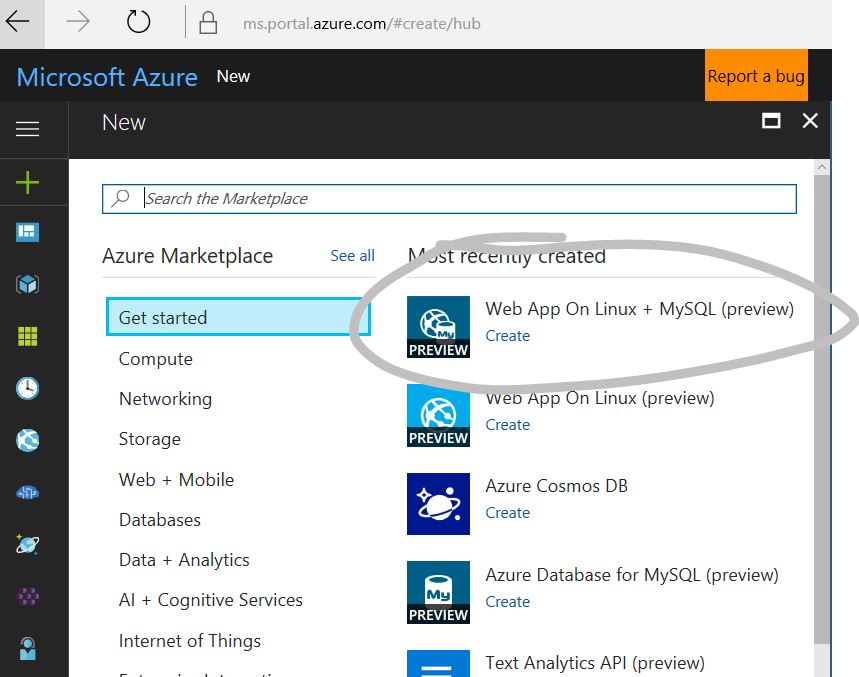 ms.portal.azure.com/#create/hub
Microsoft Azure New
Report a bug
New
Search the Marketplace
Azure Marketplace
See all
Get started
Compute
Networking
Storage
Web + Mobile
Databases
Data + Analytics
AI + Cognitive Services
Internet of Things
Most recently created
Web App On Linux + MySQL (preview)
Create
My
PREVIEW
Web App On Linux (preview)
Create
PREVIEW
Azure Cosmos DB
Create
Azure Database for MySQL (preview)
Create
My
PREVIEW
Text Analytics API (preview)